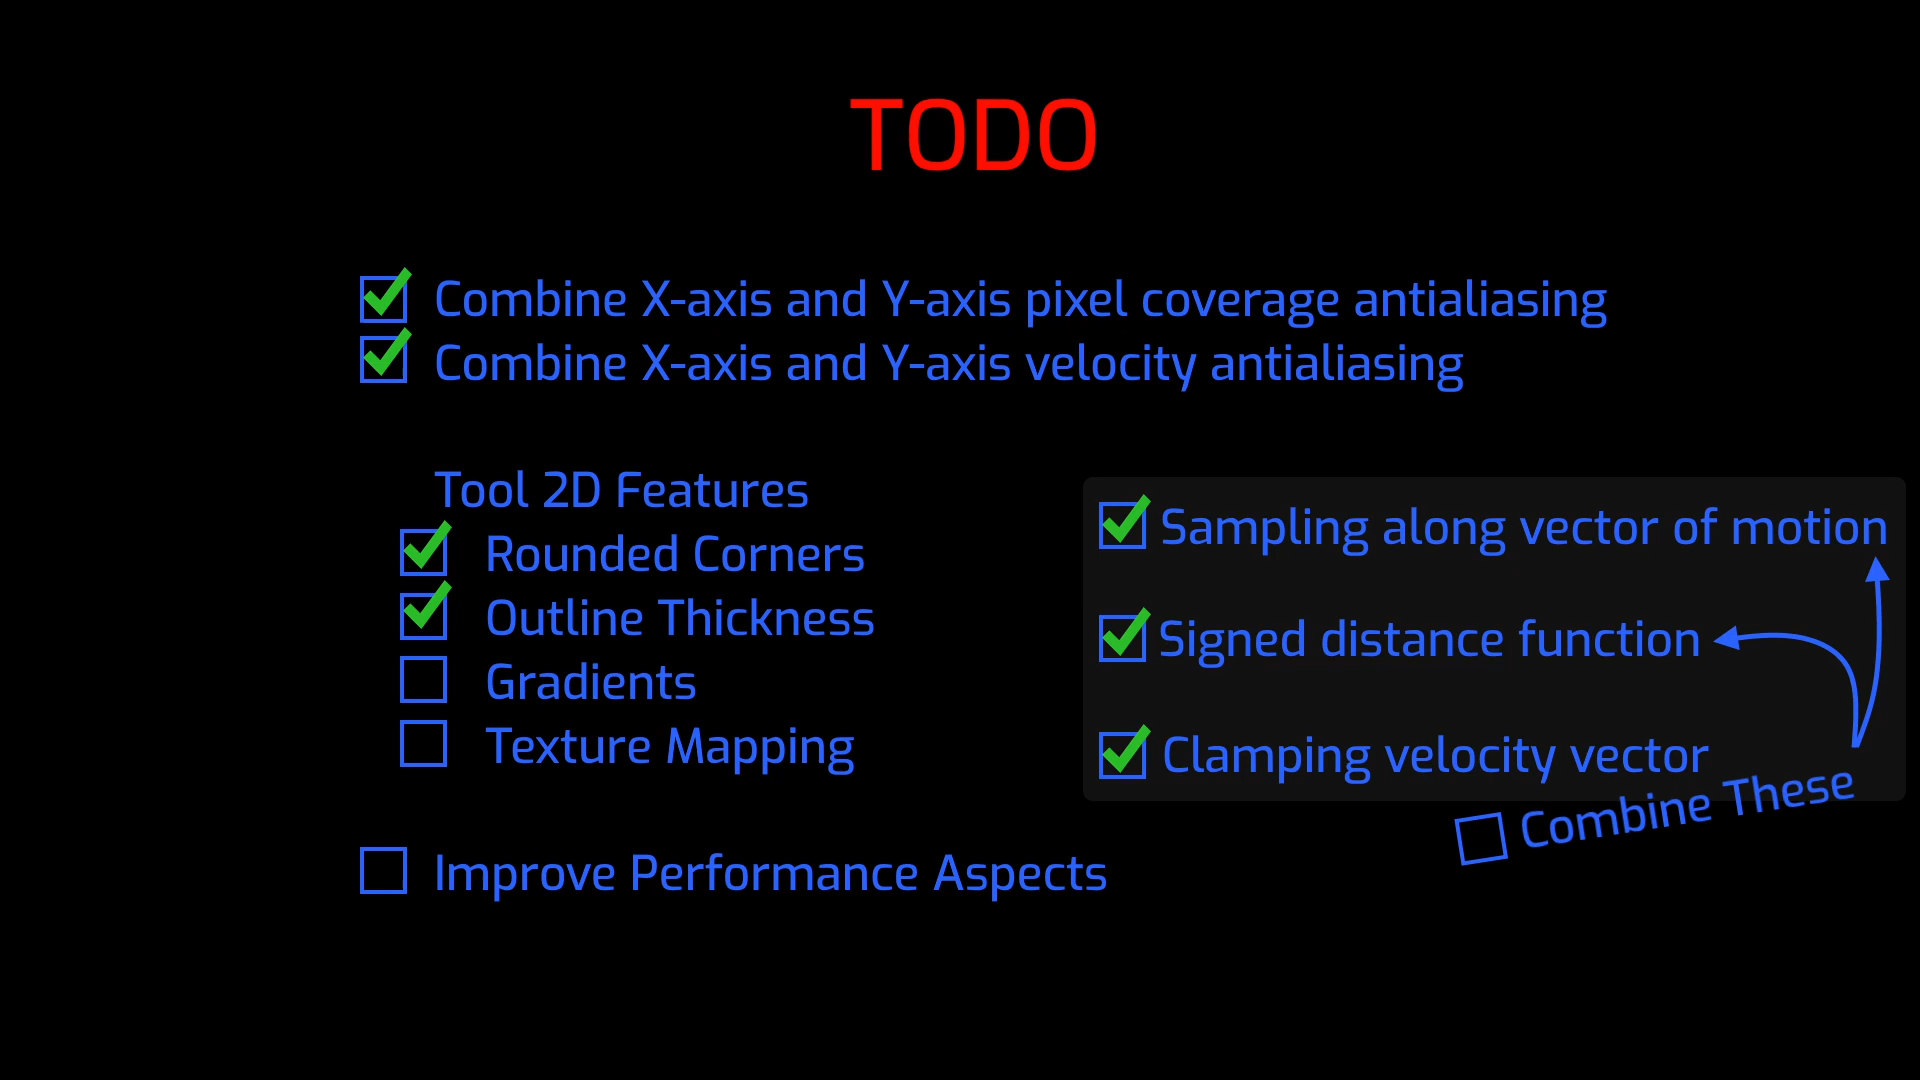 TODO
Combine X-axis and Y-axis pixel coverage antialiasing
Combine X-axis and Y-axis velocity antialiasing
Tool 2D Features
Rounded Corners
Outline Thickness
Gradients
Texture Mapping
Sampling along vector of motion
Signed distance function
Clamping velocity vector
Combine These
Improve Performance Aspects